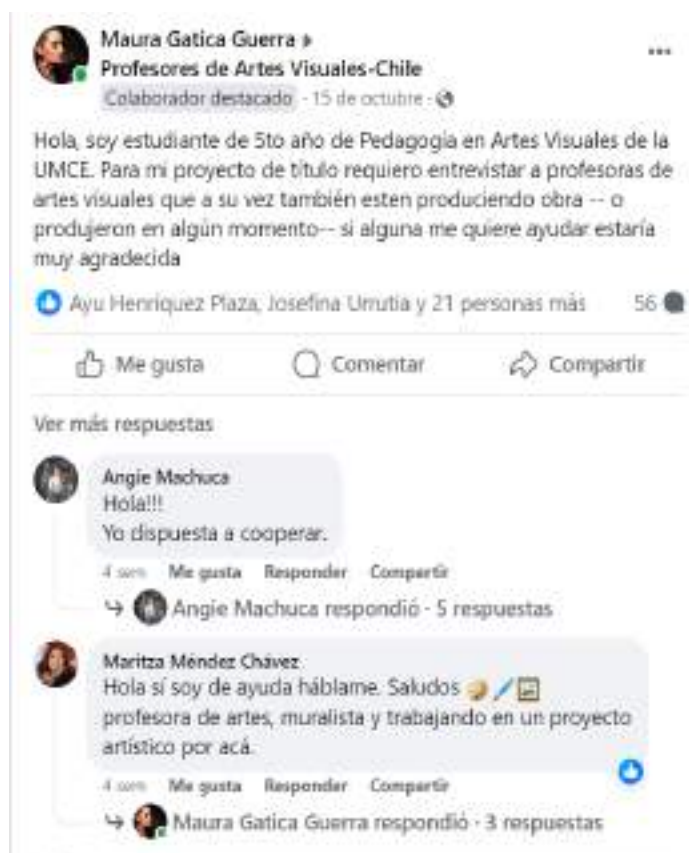 Maura Gatica Guerra
Profesores de Artes Visuales-Chile
Colaborador destacado · 15 de octubre ·
Hola, soy estudiante de 5to año de Pedagogia en Artes Visuales de la
UMCE. Para mi proyecto de título requiero entrevistar a profesoras de
artes visuales que a su vez también esten produciendo obra -- o
produjeron en algún momento-- si alguna me quiere ayudar estaría
muy agradecida
Ayu Henriquez Plaza, Josefina Urrutia y 21 personas más 56
Me gusta Comentar Compartir
Ver más respuestas
Angie Machuca
Hola!!!
Yo dispuesta a cooperar.
4 sem Me gusta Responder Compartir
Angie Machuca respondió · 5 respuestas
Maritza Méndez Chávez
Hola sí soy de ayuda háblame. Saludos 🎨🖌️🖼️
profesora de artes, muralista y trabajando en un proyecto
artístico por acá.
4 sem Me gusta Responder Compartir
Maura Gatica Guerra respondió · 3 respuestas